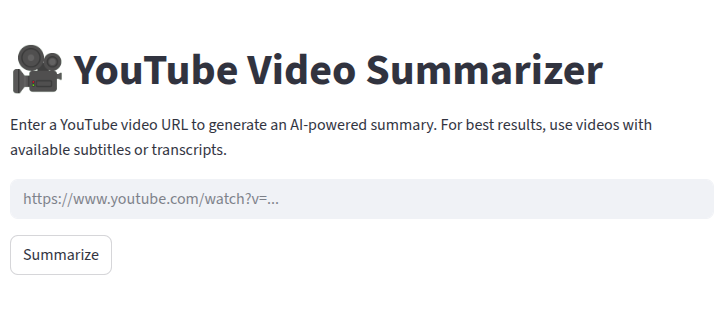 YouTube Video Summarizer
Enter a YouTube video URL to generate an AI-powered summary. For best results, use videos with
available subtitles or transcripts.
https://www.youtube.com/watch?v=...
Summarize